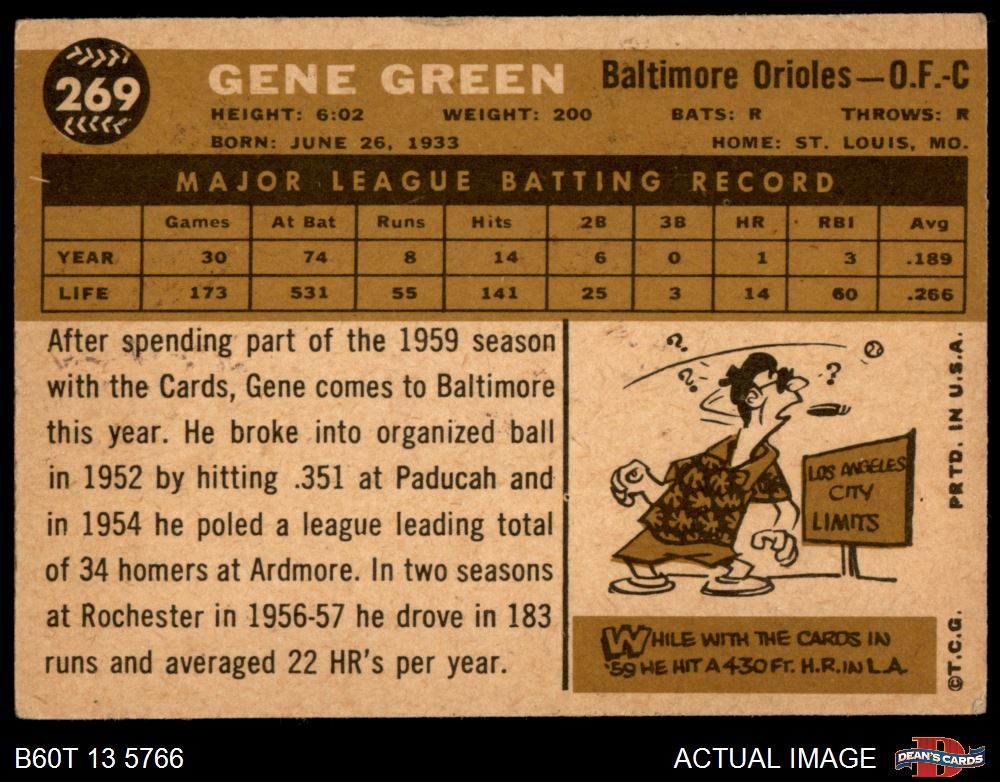 269
GENE GREEN Baltimore Orioles—O.F.-C
HEIGHT: 6:02 WEIGHT: 200 BATS: R THROWS: R
BORN: JUNE 26, 1933 HOME: ST. LOUIS, MO.
MAJOR LEAGUE BATTING RECORD
Games At Bat Runs Hits 2B 3B HR RBI Avg
YEAR 30 74 8 14 6 0 1 3 .189
LIFE 173 531 55 141 25 3 14 60 .266
After spending part of the 1959 season
with the Cards, Gene comes to Baltimore
this year. He broke into organized ball
in 1952 by hitting .351 at Paducah and
in 1954 he poled a league leading total
of 34 homers at Ardmore. In two seasons
at Rochester in 1956-57 he drove in 183
runs and averaged 22 HR's per year.
? ? ?
LOS ANGELES
CITY
LIMITS
WHILE WITH THE CARDS IN
'59 HE HIT A 430 FT. H.R. IN L.A.
PRTD. IN U.S.A.
©T.C.G.
B60T 13 5766
ACTUAL IMAGE
D
DEAN'S CARDS